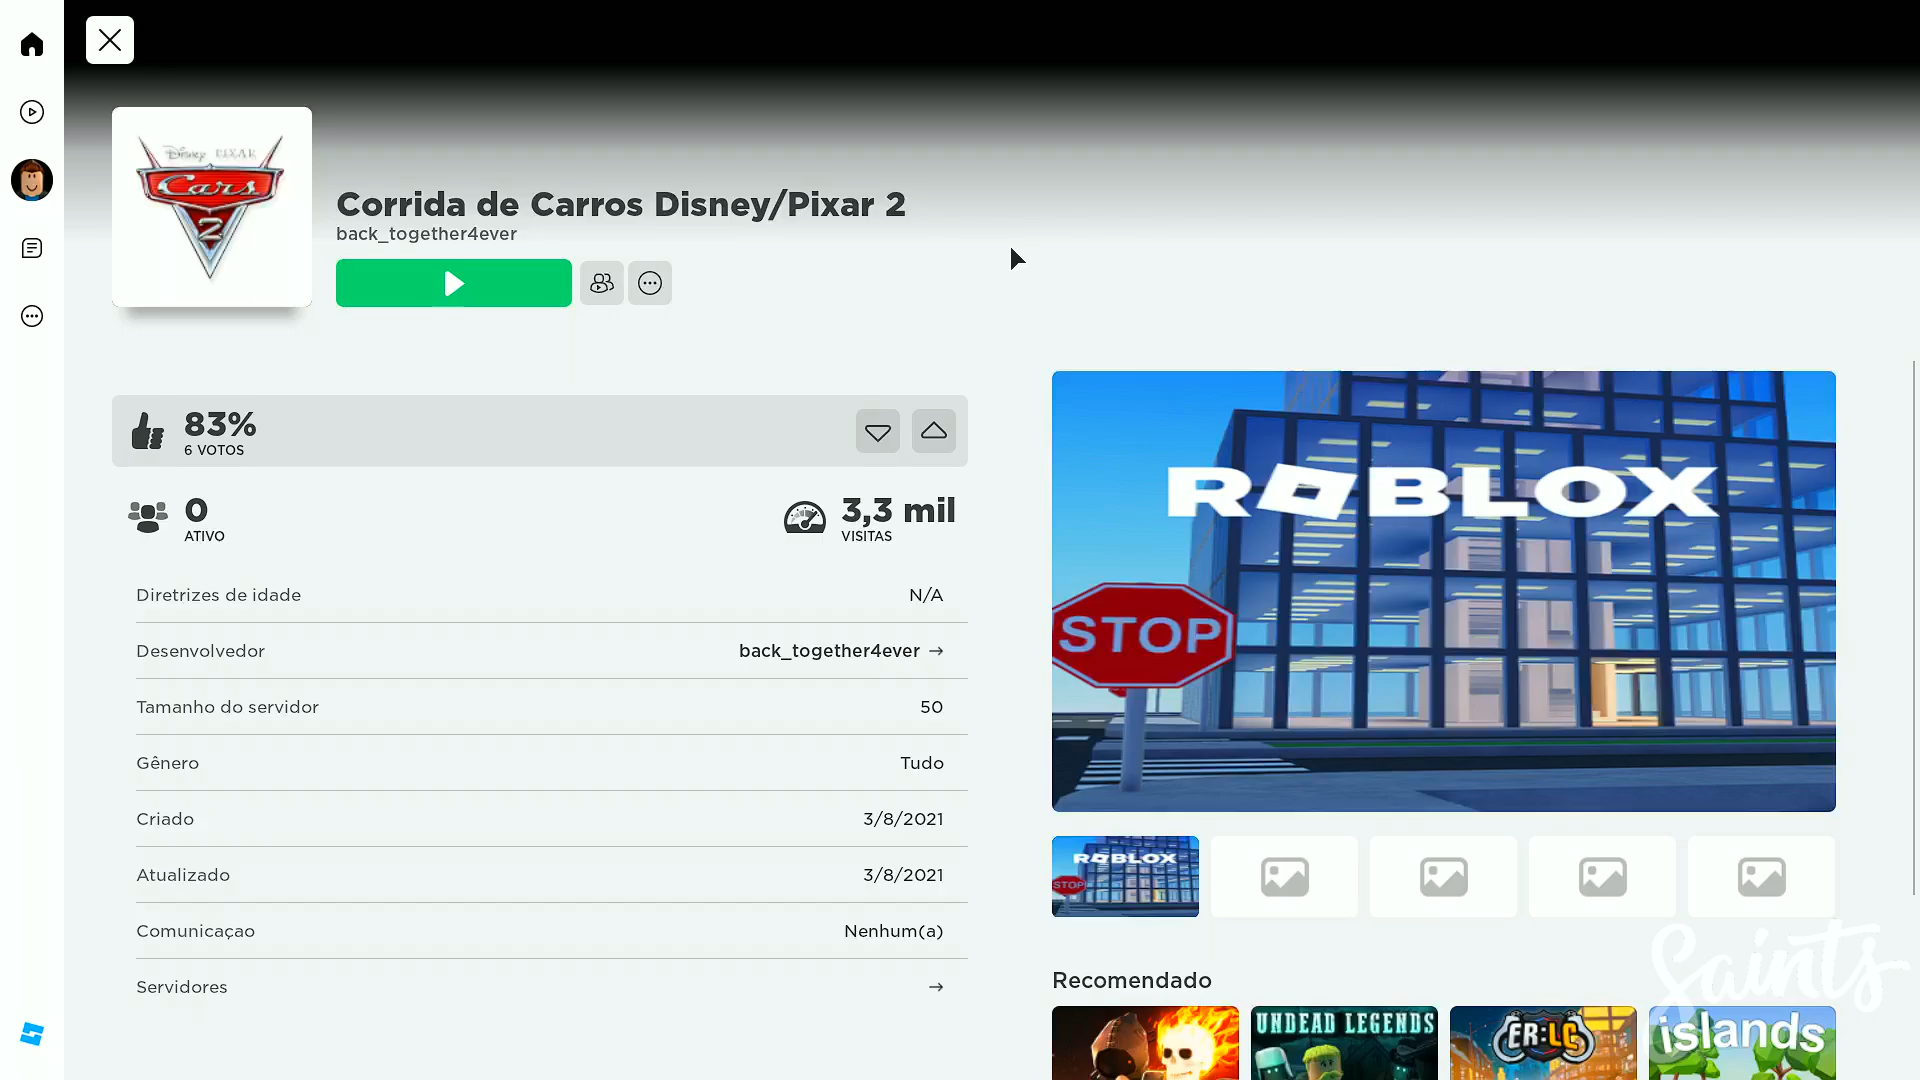 Disney PIXAR
Cars
2
Corrida de Carros Disney/Pixar 2
back_together4ever
83%
6 VOTOS
0
ATIVO
3,3 mil
VISITAS
Diretrizes de idade
N/A
Desenvolvedor
back_together4ever →
Tamanho do servidor
50
Gênero
Tudo
Criado
3/8/2021
Atualizado
3/8/2021
Comunicaçao
Nenhum(a)
Servidores
→
ROBLOX
STOP
ROBLOX
STOP
Saints
Recomendado
UNDEAD LEGENDS
ER:LC
islands